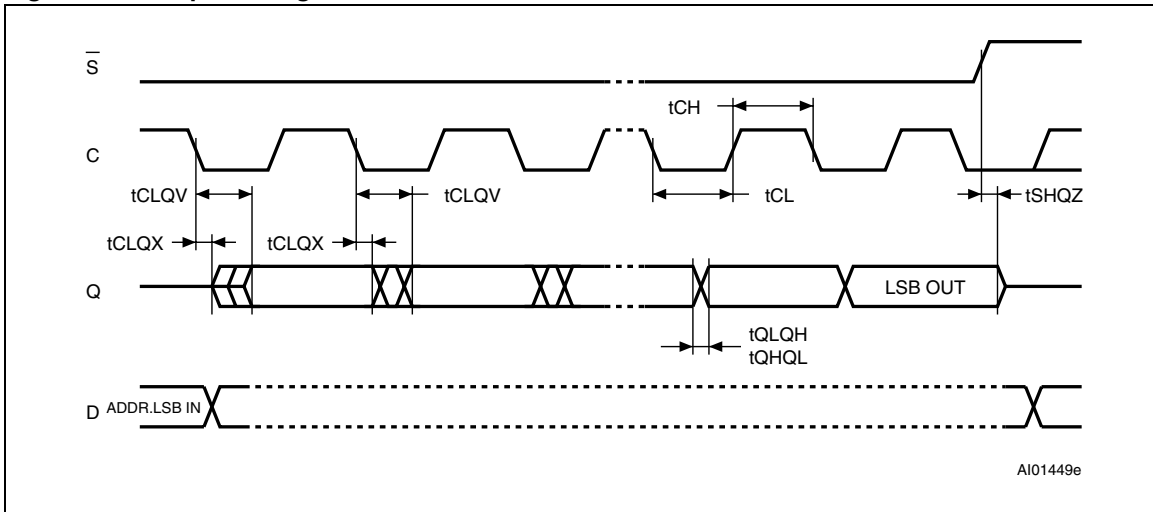 S
tCH
C
tCLQV
tCLQV
tCL
tSHQZ
tCLQX
tCLQX
Q
LSB OUT
tQLQH
tQHQL
D
ADDR.LSB IN
AI01449e